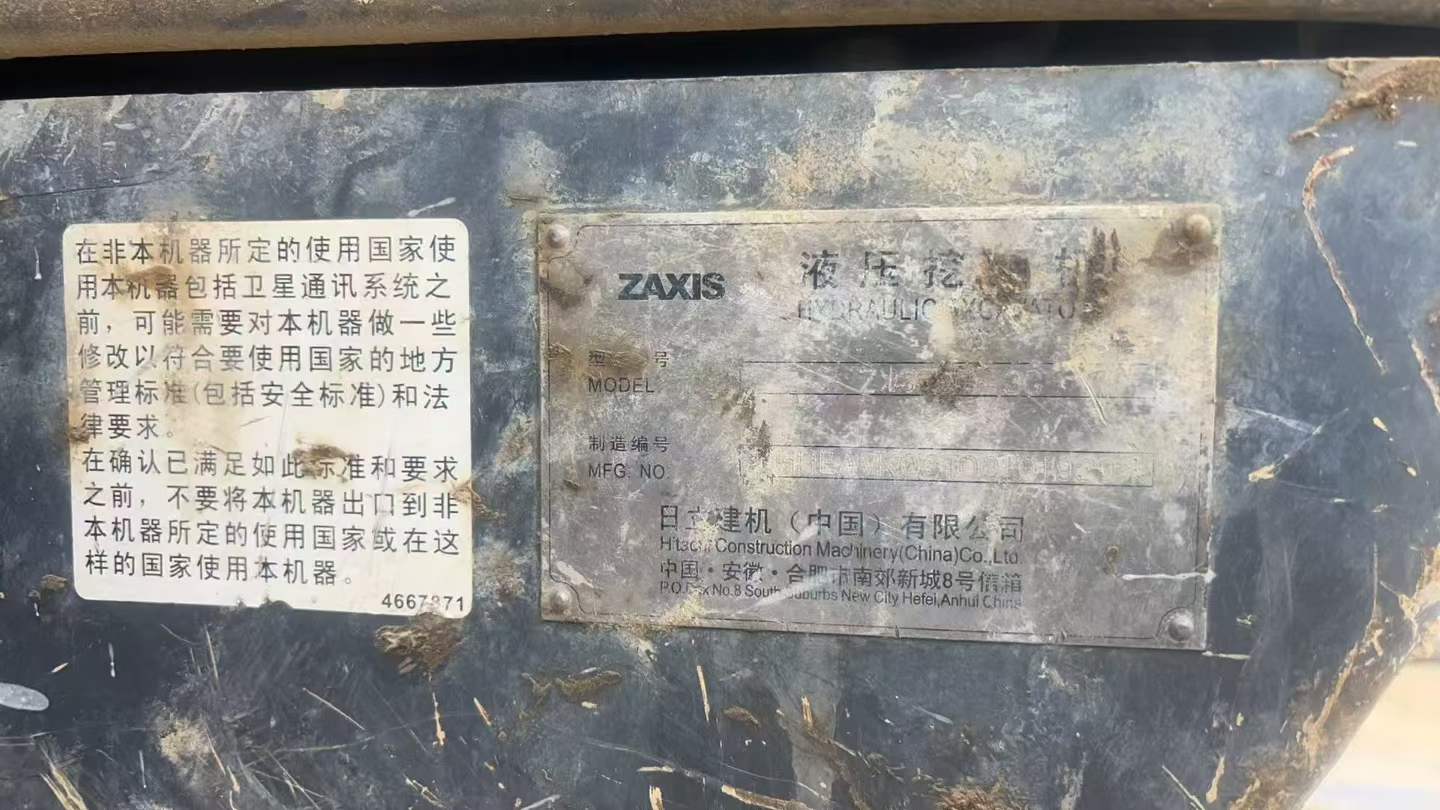 在非本机器所定的使用国家使
用本机器包括卫星通讯系统之
前，可能需要对本机器做一些
修改以符合要使用国家的地方
管理标准(包括安全标准)和法
律要求。
在确认已满足如此标准和要求
之前，不要将本机器出口到非
本机器所定的使用国家或在这
样的国家使用本机器。
4667871
ZAXIS
液压挖机
HYDRAULIC EXCAVATO
型号
MODEL
制造编号
MFG. NO
日立建机（中国）有限公司
Hitachi Construction Machinery(China)Co.,Ltd.
中国·安徽·合肥市南郊新城8号信箱
P.O.Box No.8 South Suburbs New City Hefei,Anhui China